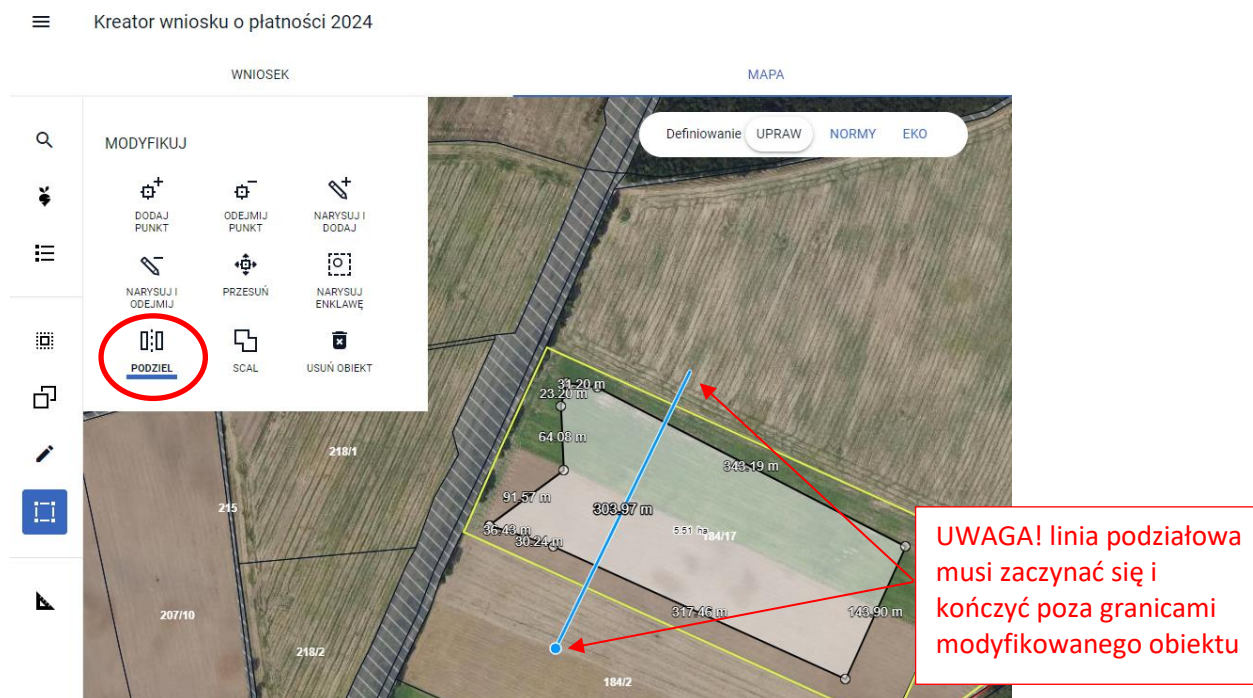 Kreator wniosku o płatności 2024
WNIOSEK
MAPA
MODYFIKUJ
DODAJ
PUNKT
ODEJMIJ
PUNKT
NARYSUJ I
DODAJ
NARYSUJ I
ODEJMIJ
PRZESUŃ
NARYSUJ
ENKLAWĘ
PODZIEL
SCAL
USUŃ OBIEKT
Definiowanie UPRAW NORMY EKO
31.20 m
23.20 m
64.08 m
343.19 m
218/1
91.57 m
303.97 m
215
36.43 m
30.24 m
5.51 ha
184/17
317.46 m
143.90 m
207/10
218/2
184/2
UWAGA! linia podziałowa
musi zaczynać się i
kończyć poza granicami
modyfikowanego obiektu